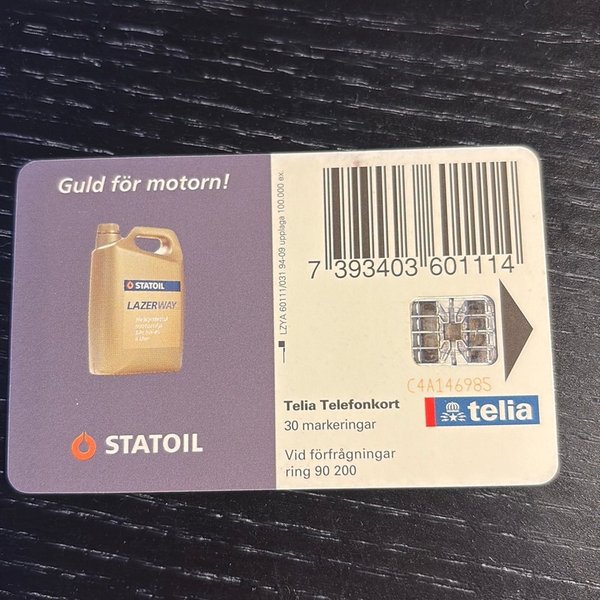 Guld för motorn!
STATOIL
LAZERWAY
STATOIL
LZYA 60111/031 94-09 upplaga 100.000 ex.
7 393403 601114
C4A146985
Telia Telefonkort
30 markeringar
telia
Vid förfrågningar
ring 90 200